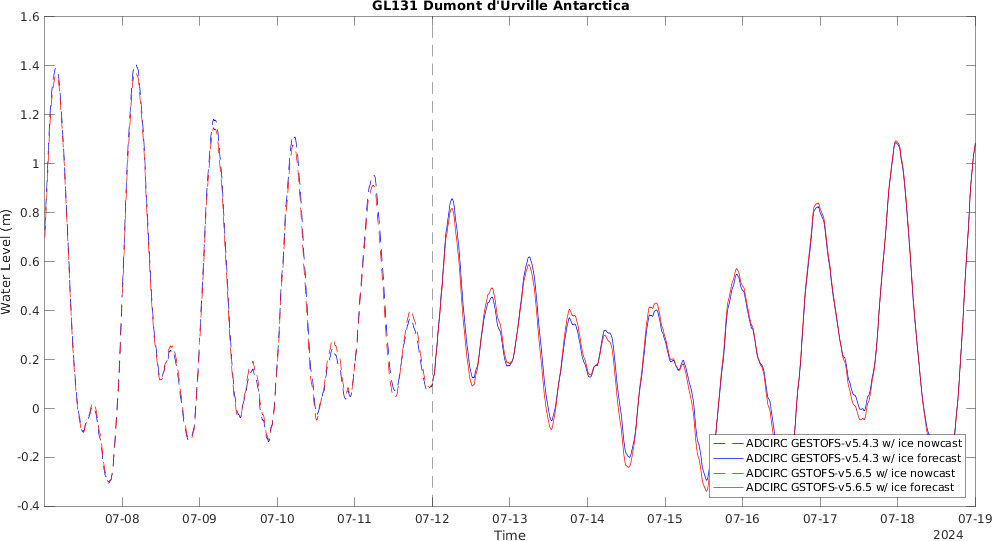 GL131 Dumont d'Urville Antarctica
1.6
1.4
1.2
1
0.8
0.6
0.4
0.2
0
-0.2
-0.4
Water Level (m)
ADCIRC GESTOFS-v5.4.3 w/ ice nowcast
ADCIRC GESTOFS-v5.4.3 w/ ice forecast
ADCIRC GSTOFS-v5.6.5 w/ ice nowcast
ADCIRC GSTOFS-v5.6.5 w/ ice forecast
07-08 07-09 07-10 07-11 07-12 07-13 07-14 07-15 07-16 07-17 07-18 07-19
Time
2024